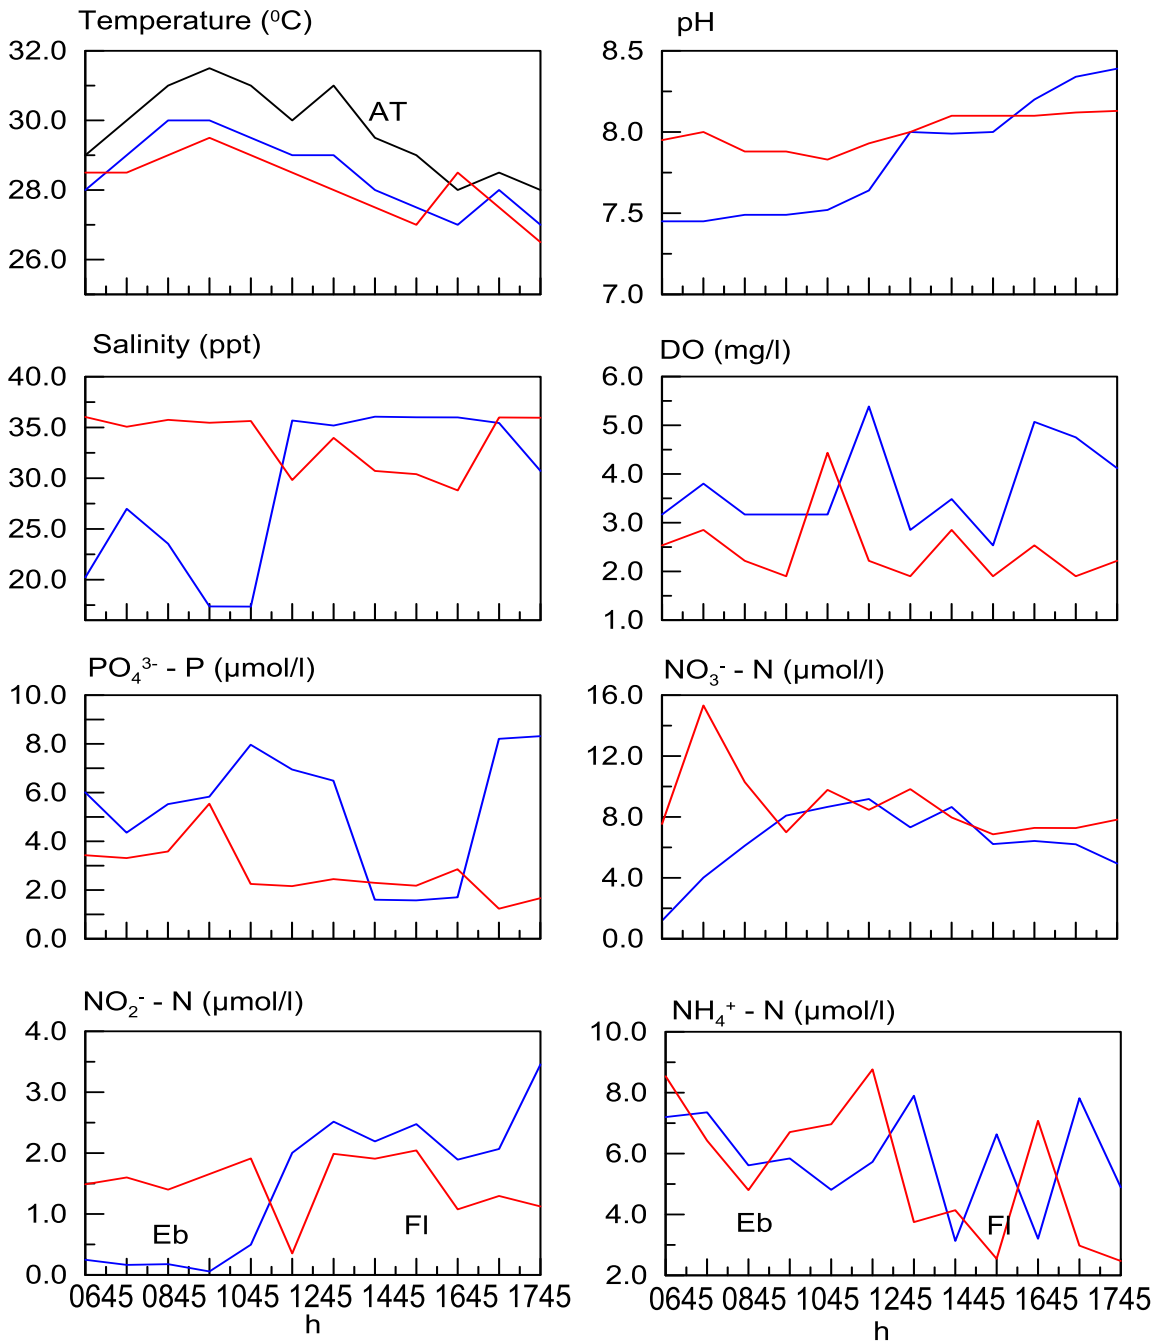 Temperature (⁰C)
32.0
30.0
28.0
26.0
AT
pH
8.5
8.0
7.5
7.0
Salinity (ppt)
40.0
35.0
30.0
25.0
20.0
DO (mg/l)
6.0
5.0
4.0
3.0
2.0
1.0
PO₄³⁻ - P (µmol/l)
10.0
8.0
6.0
4.0
2.0
0.0
NO₃⁻ - N (µmol/l)
16.0
12.0
8.0
4.0
0.0
NO₂⁻ - N (µmol/l)
4.0
3.0
2.0
1.0
0.0
Eb
Fl
0645 0845 1045 1245 1445 1645 1745
h
NH₄⁺ - N (µmol/l)
10.0
8.0
6.0
4.0
2.0
Eb
Fl
0645 0845 1045 1245 1445 1645 1745
h